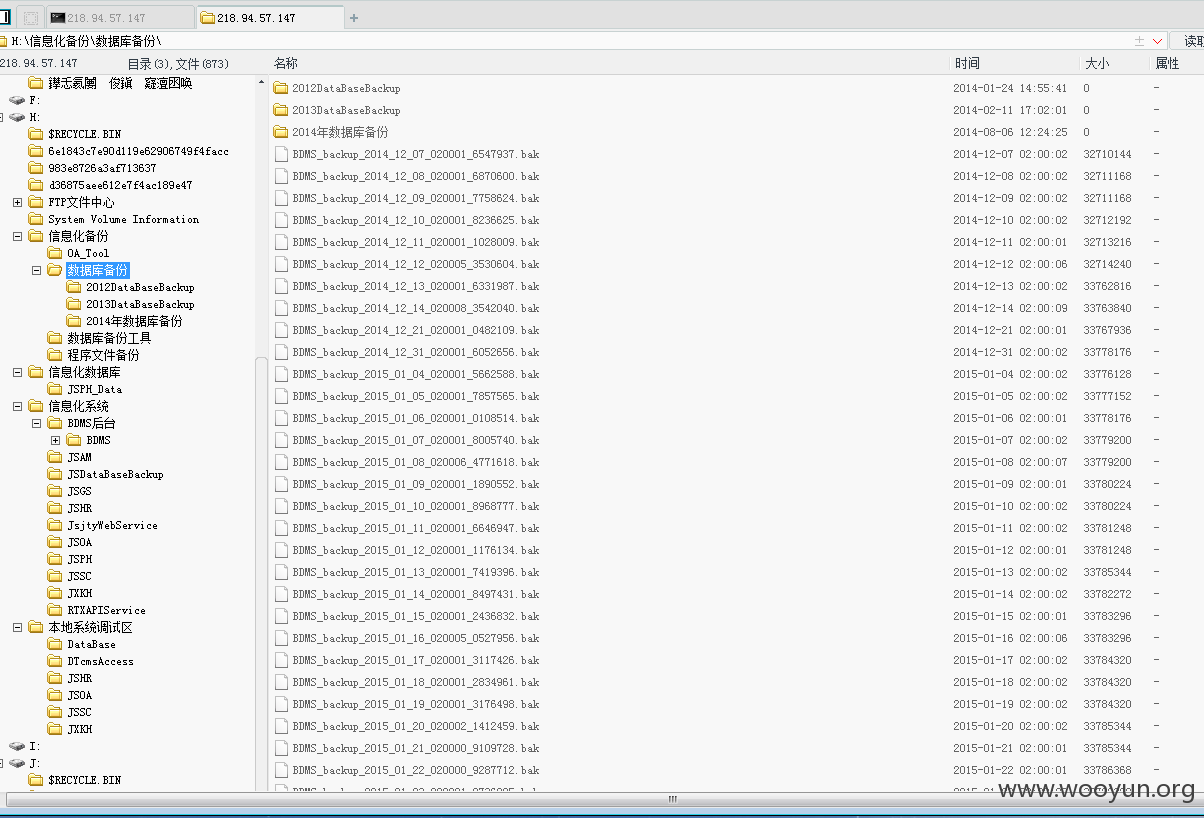 218.94.57.147
218.94.57.147
H:\信息化备份\数据库备份\
读取
218.94.57.147 目录(3),文件(873)
F:
H:
$RECYCLE.BIN
6e1843c7e90d119e62906749f4facc
983e8726a3af713637
d36875aee612e7f4ac189e47
FTP文件中心
System Volume Information
信息化备份
OA_Tool
数据库备份
2012DataBaseBackup
2013DataBaseBackup
2014年数据库备份
数据库备份工具
程序文件备份
信息化数据库
JSPH_Data
信息化系统
BDMS后台
BDMS
JSAM
JSDataBaseBackup
JSGS
JSHR
JsjtyWebService
JSOA
JSPH
JSSC
JXKH
RTXAPIService
本地系统调试区
DataBase
DTcmsAccess
JSHR
JSOA
JSSC
JXKH
I:
J:
$RECYCLE.BIN
名称 时间 大小 属性
2012DataBaseBackup 2014-01-24 14:55:41 0 -
2013DataBaseBackup 2014-02-11 17:02:01 0 -
2014年数据库备份 2014-08-06 12:24:25 0 -
BDMS_backup_2014_12_07_020001_6547937.bak 2014-12-07 02:00:02 32710144 -
BDMS_backup_2014_12_08_020001_6870600.bak 2014-12-08 02:00:02 32711168 -
BDMS_backup_2014_12_09_020001_7758624.bak 2014-12-09 02:00:02 32711168 -
BDMS_backup_2014_12_10_020001_8236625.bak 2014-12-10 02:00:02 32712192 -
BDMS_backup_2014_12_11_020001_1028009.bak 2014-12-11 02:00:01 32713216 -
BDMS_backup_2014_12_12_020005_3530604.bak 2014-12-12 02:00:06 32714240 -
BDMS_backup_2014_12_13_020001_6331987.bak 2014-12-13 02:00:02 33762816 -
BDMS_backup_2014_12_14_020008_3542040.bak 2014-12-14 02:00:09 33763840 -
BDMS_backup_2014_12_21_020001_0482109.bak 2014-12-21 02:00:01 33767936 -
BDMS_backup_2014_12_31_020001_6052656.bak 2014-12-31 02:00:02 33778176 -
BDMS_backup_2015_01_04_020001_5662588.bak 2015-01-04 02:00:02 33776128 -
BDMS_backup_2015_01_05_020001_7857565.bak 2015-01-05 02:00:02 33777152 -
BDMS_backup_2015_01_06_020001_0108514.bak 2015-01-06 02:00:01 33778176 -
BDMS_backup_2015_01_07_020001_8005740.bak 2015-01-07 02:00:02 33779200 -
BDMS_backup_2015_01_08_020006_4771618.bak 2015-01-08 02:00:07 33779200 -
BDMS_backup_2015_01_09_020001_1890552.bak 2015-01-09 02:00:01 33780224 -
BDMS_backup_2015_01_10_020001_8968777.bak 2015-01-10 02:00:02 33780224 -
BDMS_backup_2015_01_11_020001_6646947.bak 2015-01-11 02:00:02 33781248 -
BDMS_backup_2015_01_12_020001_1176134.bak 2015-01-12 02:00:01 33781248 -
BDMS_backup_2015_01_13_020001_7419396.bak 2015-01-13 02:00:02 33785344 -
BDMS_backup_2015_01_14_020001_8497431.bak 2015-01-14 02:00:02 33782272 -
BDMS_backup_2015_01_15_020001_2436832.bak 2015-01-15 02:00:01 33783296 -
BDMS_backup_2015_01_16_020005_0527956.bak 2015-01-16 02:00:06 33783296 -
BDMS_backup_2015_01_17_020001_3117426.bak 2015-01-17 02:00:02 33784320 -
BDMS_backup_2015_01_18_020001_2834961.bak 2015-01-18 02:00:02 33784320 -
BDMS_backup_2015_01_19_020001_3176498.bak 2015-01-19 02:00:02 33784320 -
BDMS_backup_2015_01_20_020002_1412459.bak 2015-01-20 02:00:02 33785344 -
BDMS_backup_2015_01_21_020000_9109728.bak 2015-01-21 02:00:01 33785344 -
BDMS_backup_2015_01_22_020000_9287712.bak 2015-01-22 02:00:01 33786368 -
www.wooyun.org